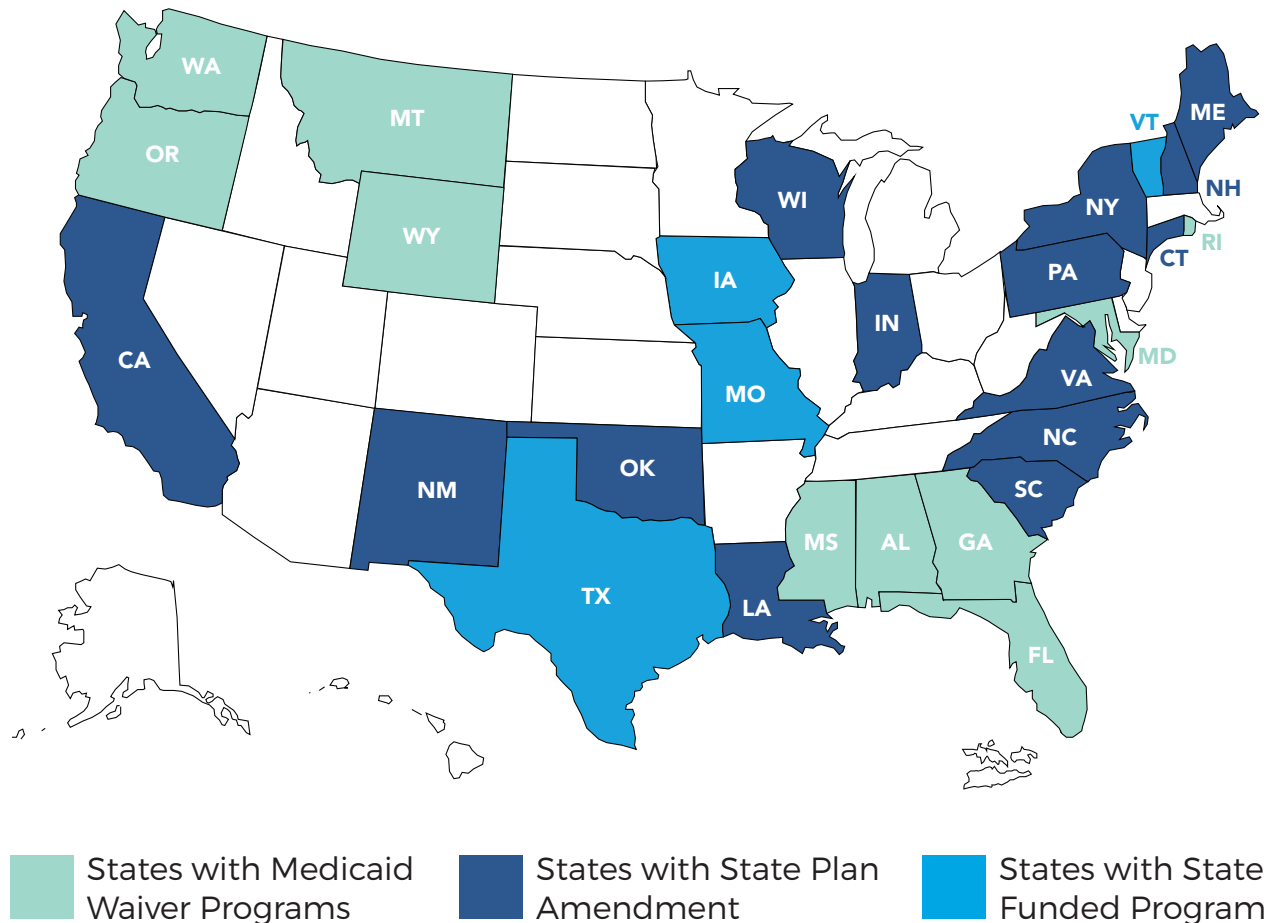 WA
ME
MT
VT
OR
NH
WI
NY
WY
RI
CT
PA
IA
IN
MD
CA
VA
MO
NC
OK
NM
SC
MS
AL
GA
TX
LA
FL
States with Medicaid
Waiver Programs
States with State Plan
Amendment
States with State
Funded Program